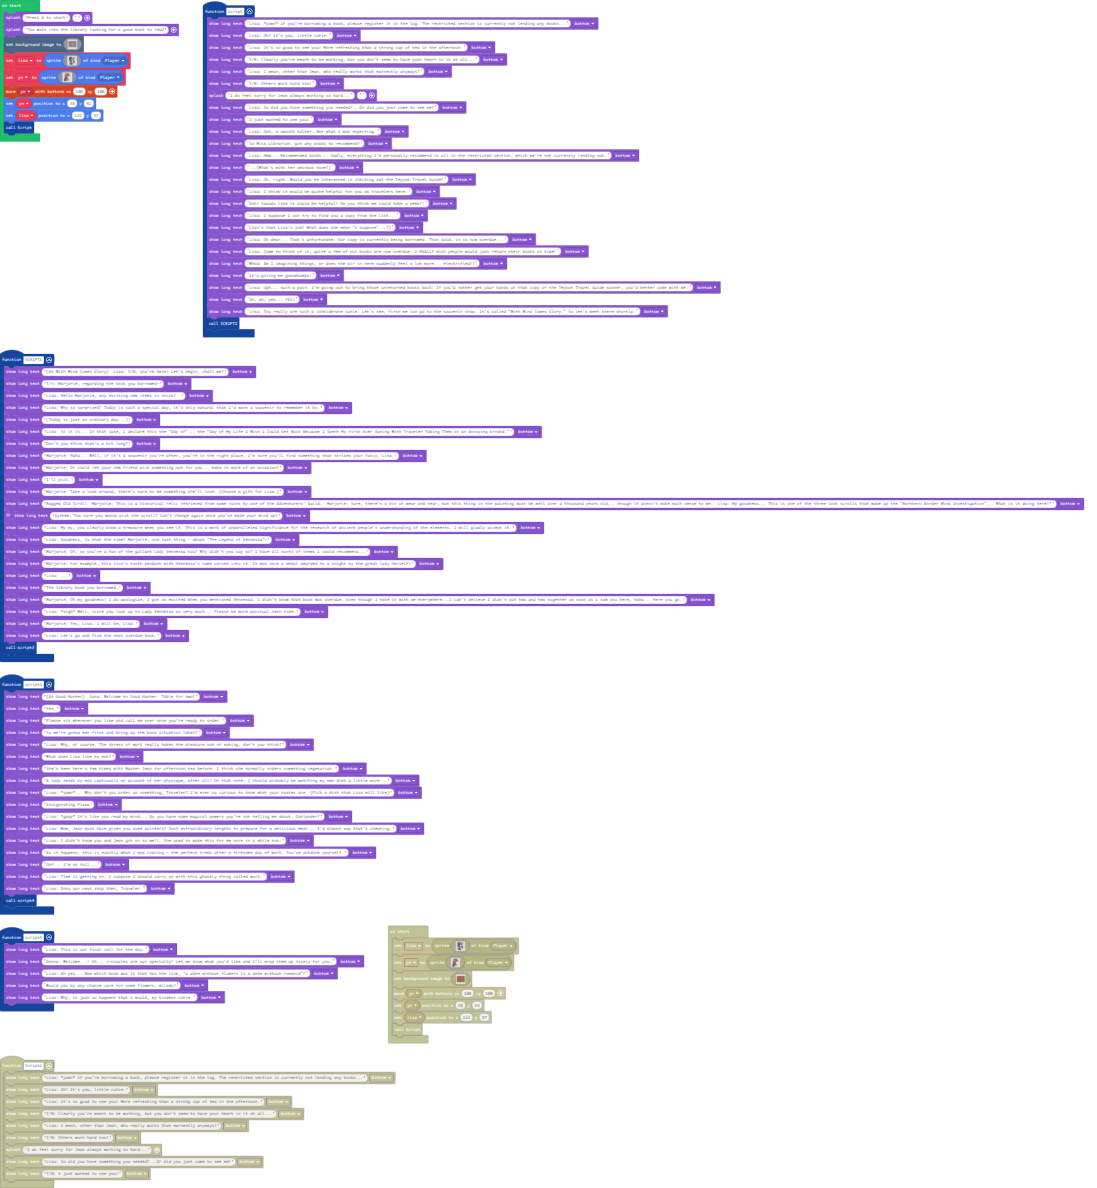 on start
splash "Press A to start" " "
splash "You walk into the library looking for a good book to read"
set background image to
set lisa to sprite of kind Player
set yn to sprite of kind Player
move yn with buttons vx 100 vy 100
set yn position to x y
set lisa position to x 122 y 57
call Script
function Script
show long text "Lisa: *yawn* If you're borrowing a book, please register it in the log. The restricted section is currently not lending any books..." bottom
show long text "Lisa: Oh? It's you, little cutie." bottom
show long text "Lisa: It's so good to see you! More refreshing than a strong cup of tea in the afternoon." bottom
show long text "Y/N: Clearly you're meant to be working, but you don't seem to have your heart in it at all..." bottom
show long text "Lisa: I mean, other than Jean, who really works that earnestly anyways?" bottom
show long text "Y/N: Others work hard too!" bottom
splash "I do feel sorry for Jean always working so hard..." " "
show long text "Lisa: So did you have something you needed?...Or did you just come to see me?" bottom
show long text "I just wanted to see you!" bottom
show long text "Lisa: Ooh, a smooth talker. Not what I was expecting." bottom
show long text "So Miss Librarian, got any books to recommend?" bottom
show long text "Lisa: Hmm... Recommended books... Sadly, everything I'd personally recommend is all in the restricted section, which we're not currently lending out." bottom
show long text "...(What's with her ominous tone?)" bottom
show long text "Lisa: Oh, right. Would you be interested in checking out the Teyvat Travel Guide?" bottom
show long text "Lisa: I think it would be quite helpful for you as travelers here." bottom
show long text "Ooh! Sounds like it could be helpful! Do you think we could take a peek?" bottom
show long text "Lisa: I suppose I can try to find you a copy from the list..." bottom
show long text "(Isn't that Lisa's job? What does she mean "I suppose"...?)" bottom
show long text "Lisa: Oh dear... That's unfortunate. Our copy is currently being borrowed. That said, it is now overdue..." bottom
show long text "Lisa: Come to think of it, quite a few of our books are now overdue. I REALLY wish people would just return their books on time!" bottom
show long text "Whoa! Am I imagining things, or does the air in here suddenly feel a lot more... electrified?" bottom
show long text "It's giving me goosebumps!" bottom
show long text "Lisa: Ugh... such a pain. I'm going out to bring those unreturned books back. If you'd rather get your hands on that copy of the Teyvat Travel Guide sooner, you'd better come with me." bottom
show long text "Oh, uh, yes... Yes!" bottom
show long text "Lisa: You really are such a considerate cutie. Let's see, first we can go to the souvenir shop. It's called "With Wind Comes Glory." So let's meet there shortly." bottom
call SCRIPT2
function SCRIPT2
show long text "[At With Wind Comes Glory] Lisa: Y/N, you're here! Let's begin, shall we?" bottom
show long text "Y/n: Marjorie, regarding the book you borrowed-" bottom
show long text "Lisa: Hello Marjorie, any exciting new items in stock?" bottom
show long text "Lisa: Why so surprised? Today is such a special day, it's only natural that I'd want a souvenir to remember it by." bottom
show long text "(Today is just an ordinary day...)" bottom
show long text "Lisa: So it is... In that case, I declare this the "Day of"... the "Day of My Life I Wish I Could Get Back Because I Spent My First Ever Outing With Traveler Taking Them on an Annoying Errand."" bottom
show long text "Don't you think that's a bit long?" bottom
show long text "Marjorie: Haha... Well, if it's a souvenir you're after, you're in the right place. I'm sure you'll find something that strikes your fancy, Lisa." bottom
show long text "Marjorie: Or could let your new friend pick something out for you... make it more of an occasion?" bottom
show long text "I'll pick." bottom
show long text "Marjorie: Take a look around, there's sure to be something she'll love. [Choose a gift for Lisa.]" bottom
show long text "Rugged Old Scroll. Marjorie: This is a historical relic retrieved from some ruins by one of the Adventurers' Guild... Marjorie: Sure, there's a bit of wear and tear, but this thing in the painting must be well over a thousand years old... though it doesn't make much sense to me. Lisa: My goodness... This is one of the three lost scrolls that make up the "Northern Border Wind Investigation"... What is it doing here!?" bottom
show long text "System: You sure you wanna pick the scroll? Can't change again once you've made your mind up!" bottom
show long text "Lisa: My my, you clearly know a treasure when you see it. This is a work of unparalleled significance for the research of ancient people's understanding of the elements. I will gladly accept it." bottom
show long text "Lisa: Goodness, is that the time? Marjorie, one last thing - about "The Legend of Vennessa"-" bottom
show long text "Marjorie: Oh, so you're a fan of the gallant Lady Vennessa too? Why didn't you say so? I have all sorts of items I could recommend..." bottom
show long text "Marjorie: For example, this lion's tooth pendant with Vennessa's name carved into it. It was once a medal awarded to a knight by the great lady herself!" bottom
show long text "Lisa: ..." bottom
show long text "The library book you borrowed." bottom
show long text "Marjorie: Oh my goodness! I do apologize, I got so excited when you mentioned Vennessa. I didn't know that book was overdue. Even though I take it with me everywhere... I can't believe I didn't put two and two together as soon as I saw you here, haha... Here you go." bottom
show long text "Lisa: *sigh* Well, since you look up to Lady Vennessa so very much... Please be more punctual next time." bottom
show long text "Marjorie: Yes, Lisa. I will be, Lisa." bottom
show long text "Lisa: Let's go and find the next overdue book." bottom
call script3
function script3
show long text "[At Good Hunter] Sara: Welcome to Good Hunter. Table for two?" bottom
show long text "Yes." bottom
show long text "Please sit wherever you like and call me over once you're ready to order." bottom
show long text "So we're gonna eat first and bring up the book situation later?" bottom
show long text "Lisa: Why, of course. The stress of work really takes the pleasure out of eating, don't you think?" bottom
show long text "What does Lisa like to eat?" bottom
show long text "She's been here a few times with Master Jean for afternoon tea before. I think she normally orders something vegetarian." bottom
show long text "A lady needs to eat cautiously on account of her physique, after all! On that note, I should probably be watching my own down a little more..." bottom
show long text "Lisa: *yawn*... Why don't you order us something, Traveler? I'm ever so curious to know what your tastes are. [Pick a dish that Lisa will like]" bottom
show long text "Invigorating Pizza" bottom
show long text "Lisa: *gasp* It's like you read my mind... Do you have some magical powers you're not telling me about, Outlander?" bottom
show long text "Lisa: Mmm, Jean must have given you some pointers? Such extraordinary lengths to prepare for a delicious meal... I'd almost say that's cheating." bottom
show long text "Lisa: I didn't know you and Jean got on so well. She used to make this for me once in a while too." bottom
show long text "As it happens, this is exactly what I was craving - the perfect treat after a tiresome day of work. You've outdone yourself." bottom
show long text "Oof... I'm so full..." bottom
show long text "Lisa: Time is getting on. I suppose I should carry on with this ghastly thing called work." bottom
show long text "Lisa: Onto our next stop then, Traveler." bottom
call script4
function script4
show long text "Lisa: This is our final call for the day." bottom
show long text "Donna: Welcome...! Oh... c-couples are our specialty! Let me know what you'd like and I'll wrap them up nicely for you." bottom
show long text "Lisa: Oh yes... Now which book was it that has the line, "a date without flowers is a date without romance"?" bottom
show long text "Would you by any chance care for some flowers, milady?" bottom
show long text "Lisa: Why, it just so happens that I would, my kindest cutie." bottom
on start
set lisa to sprite of kind Player
set yn to sprite of kind Player
set background image to
move yn with buttons vx 100 vy 100
set yn position to x y
set lisa position to x 122 y 57
call Script
function Script2
show long text "Lisa: *yawn* If you're borrowing a book, please register it in the log. The restricted section is currently not lending any books..." bottom
show long text "Lisa: Oh? It's you, little cutie." bottom
show long text "Lisa: It's so good to see you! More refreshing than a strong cup of tea in the afternoon." bottom
show long text "Y/N: Clearly you're meant to be working, but you don't seem to have your heart in it at all..." bottom
show long text "Lisa: I mean, other than Jean, who really works that earnestly anyways?" bottom
show long text "Y/N: Others work hard too!" bottom
splash "I do feel sorry for Jean always working so hard..."
show long text "Lisa: So did you have something you needed?...Or did you just come to see me?" bottom
show long text "Y/N: I just wanted to see you!" bottom